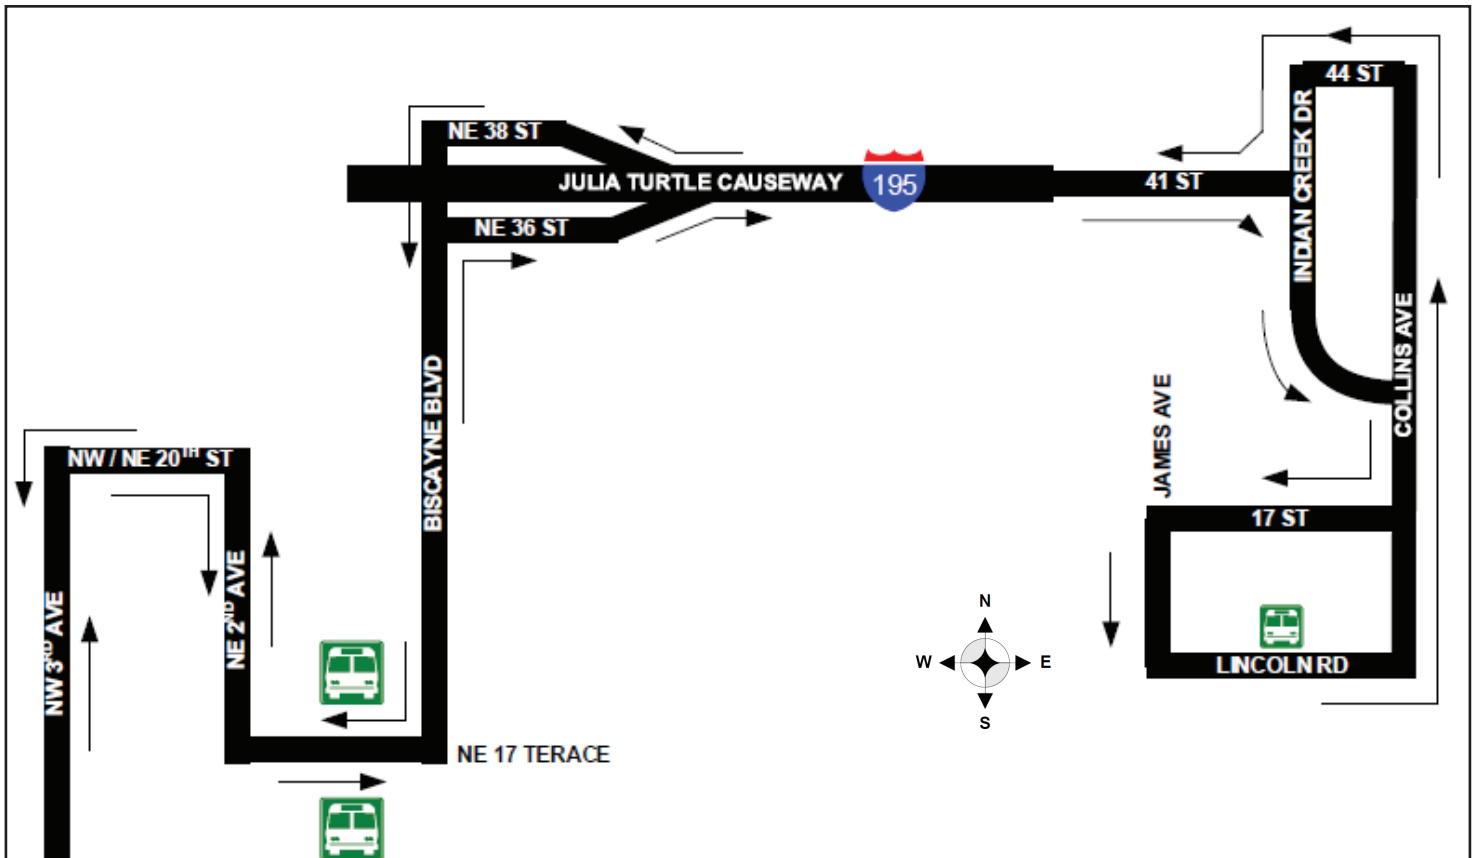 44 ST
NE 38 ST
INDIAN CREEK DR
JULIA TURTLE CAUSEWAY
195
41 ST
NE 36 ST
COLLINS AVE
BISCAYNE BLVD
JAMES AVE
NW / NE 20TH ST
17 ST
NE 2ND AVE
NW 3RD AVE
N
W E
S
LINCOLN RD
NE 17 TERACE